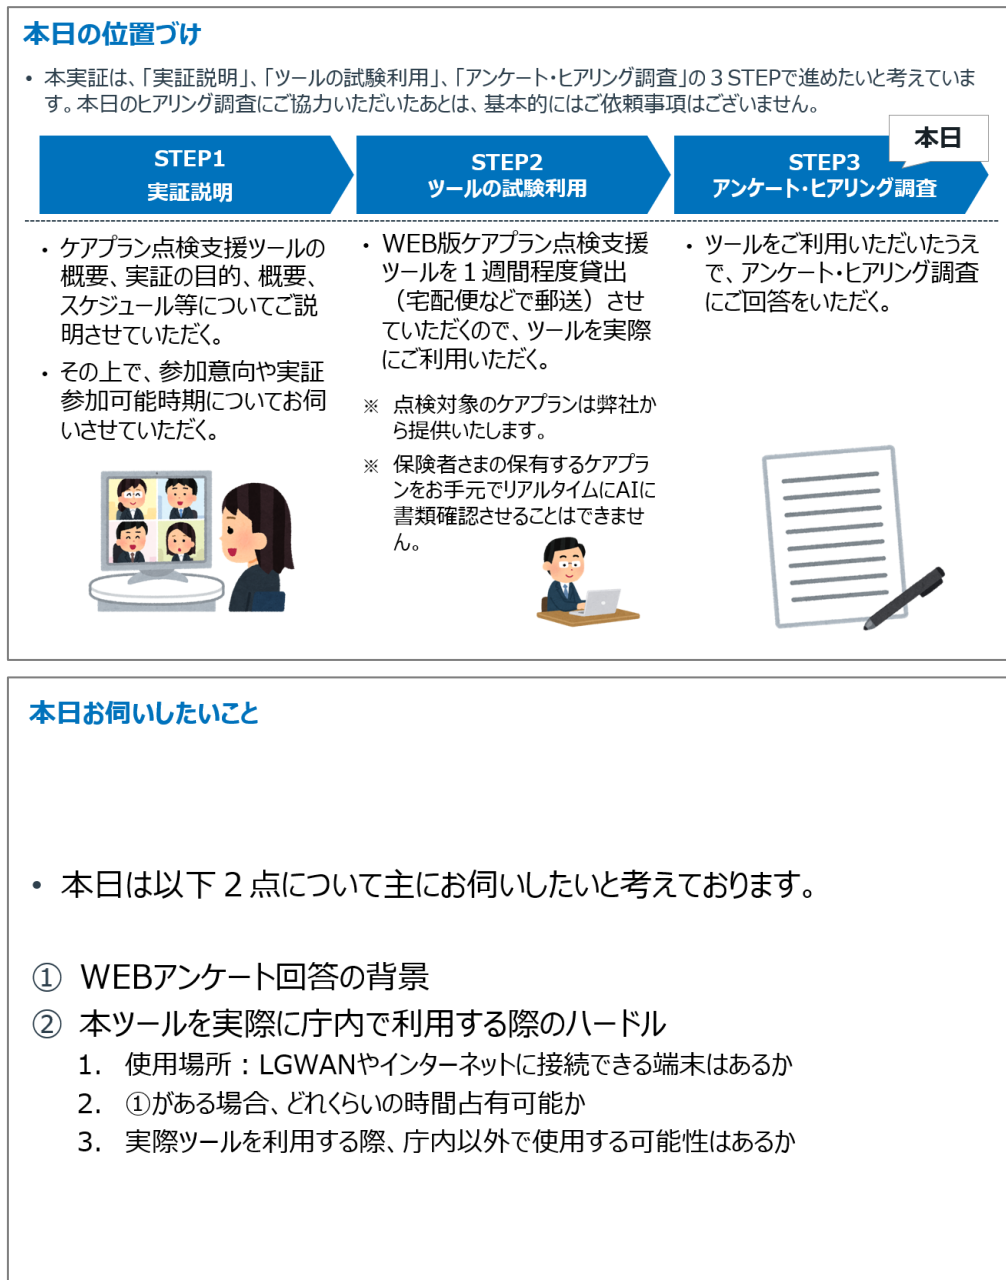 本日の位置づけ
• 本実証は、「実証説明」、「ツールの試験利用」、「アンケート・ヒアリング調査」の３STEPで進めたいと考えていま
す。本日のヒアリング調査にご協力いただいたあとは、基本的にはご依頼事項はございません。
本日
STEP1
実証説明
STEP2
ツールの試験利用
STEP3
アンケート・ヒアリング調査
・ケアプラン点検支援ツールの
概要、実証の目的、概要、
スケジュール等についてご説
明させていただく。
・その上で、参加意向や実証
参加可能時期についてお伺
いさせていただく。
・WEB版ケアプラン点検支援
ツールを１週間程度貸出
（宅配便などで郵送）させ
ていただくので、ツールを実際
にご利用いただく。
※ 点検対象のケアプランは弊社か
ら提供いたします。
※ 保険者さまの保有するケアプラ
ンをお手元でリアルタイムにAIに
書類確認させることはできませ
ん。
・ツールをご利用いただいたうえ
で、アンケート・ヒアリング調査
にご回答をいただく。
本日お伺いしたいこと
• 本日は以下２点について主にお伺いしたいと考えております。
① WEBアンケート回答の背景
② 本ツールを実際に庁内で利用する際のハードル
1. 使用場所：LGWANやインターネットに接続できる端末はあるか
2. ①がある場合、どれくらいの時間占有可能か
3. 実際ツールを利用する際、庁内以外で使用する可能性はあるか